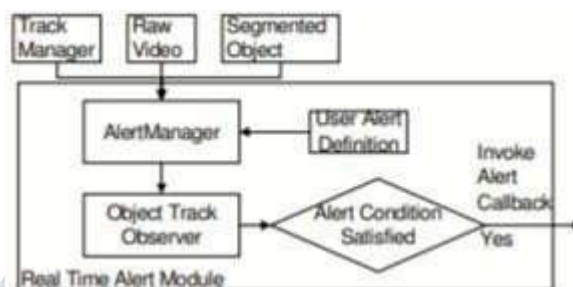 Track
Manager
Raw
Video
Segmented
Object
AlertManager
User Alert
Definition
Invoke
Alert
Callback
Object Track
Observer
Alert Condition
Satisfied
Yes
Real Time Alert Module